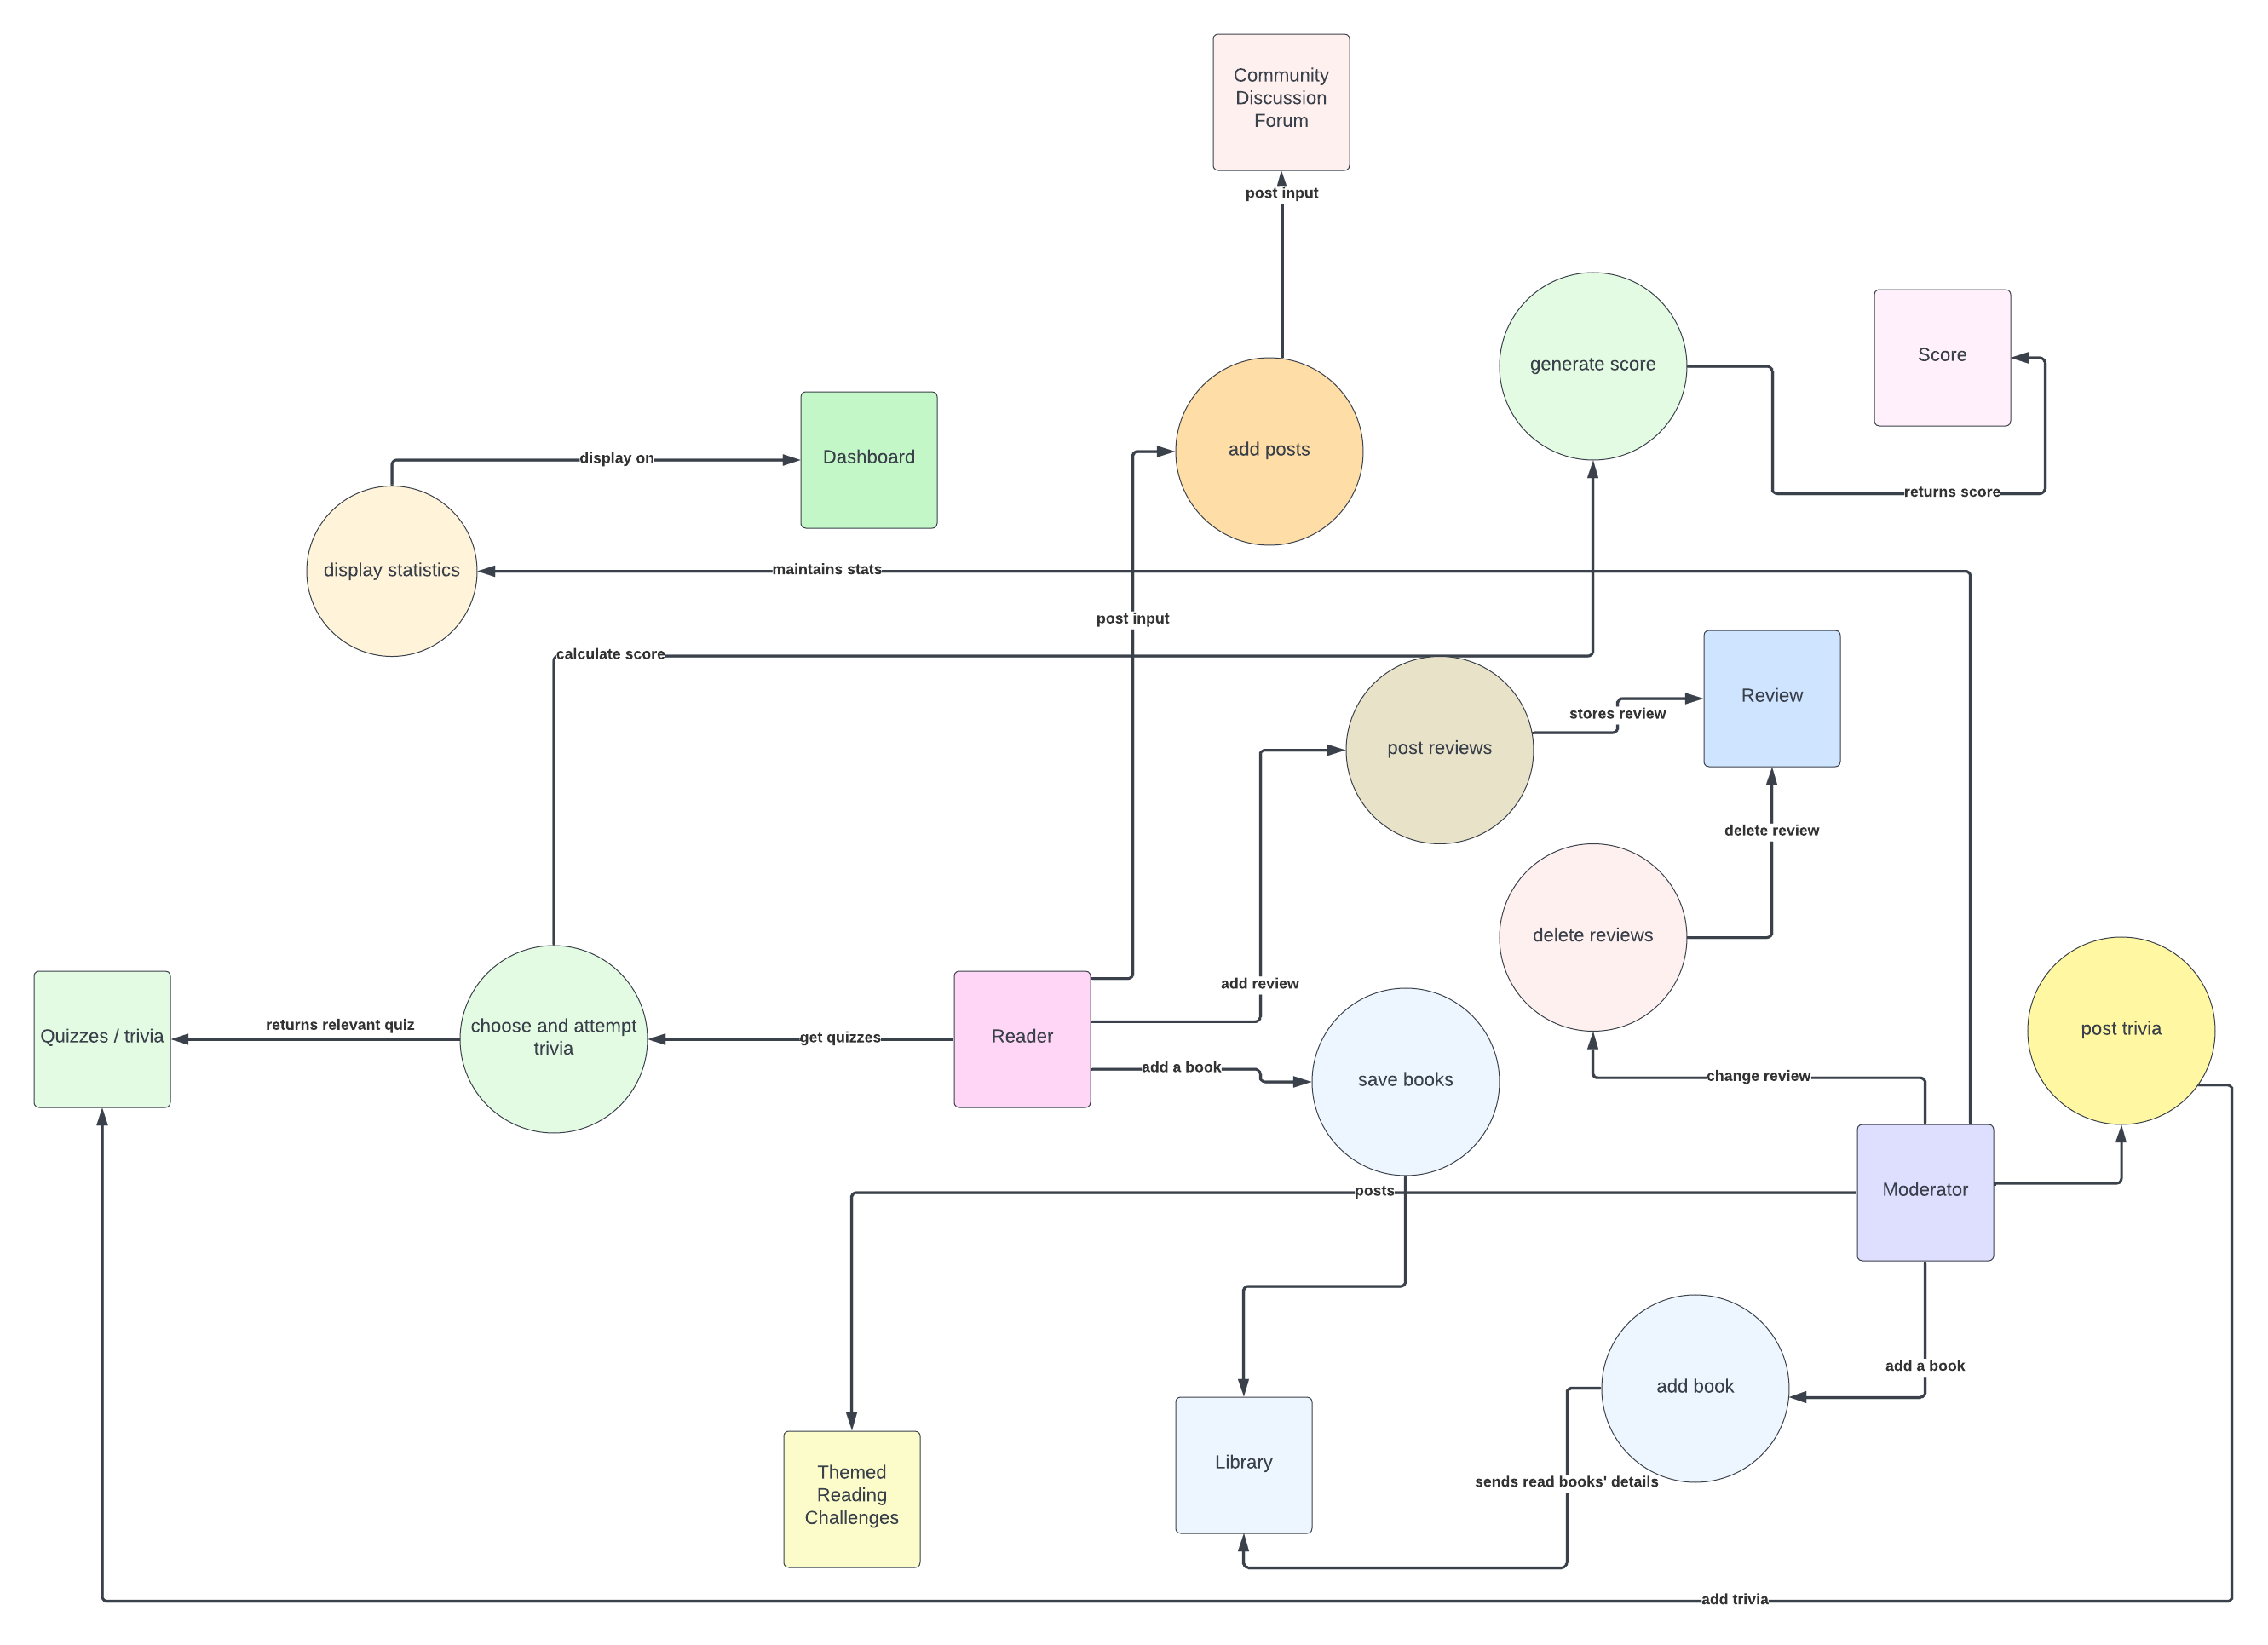 Community
Discussion
Forum
post input
generate score
Score
add posts
Dashboard
display on
returns score
display statistics
maintains stats
post input
calculate score
Review
stores review
post reviews
delete review
delete reviews
add review
Quizzes / trivia
returns relevant quiz
choose and attempt
trivia
get quizzes
Reader
add a book
save books
change review
post trivia
posts
Moderator
add a book
add book
Library
sends read books' details
Themed
Reading
Challenges
add trivia